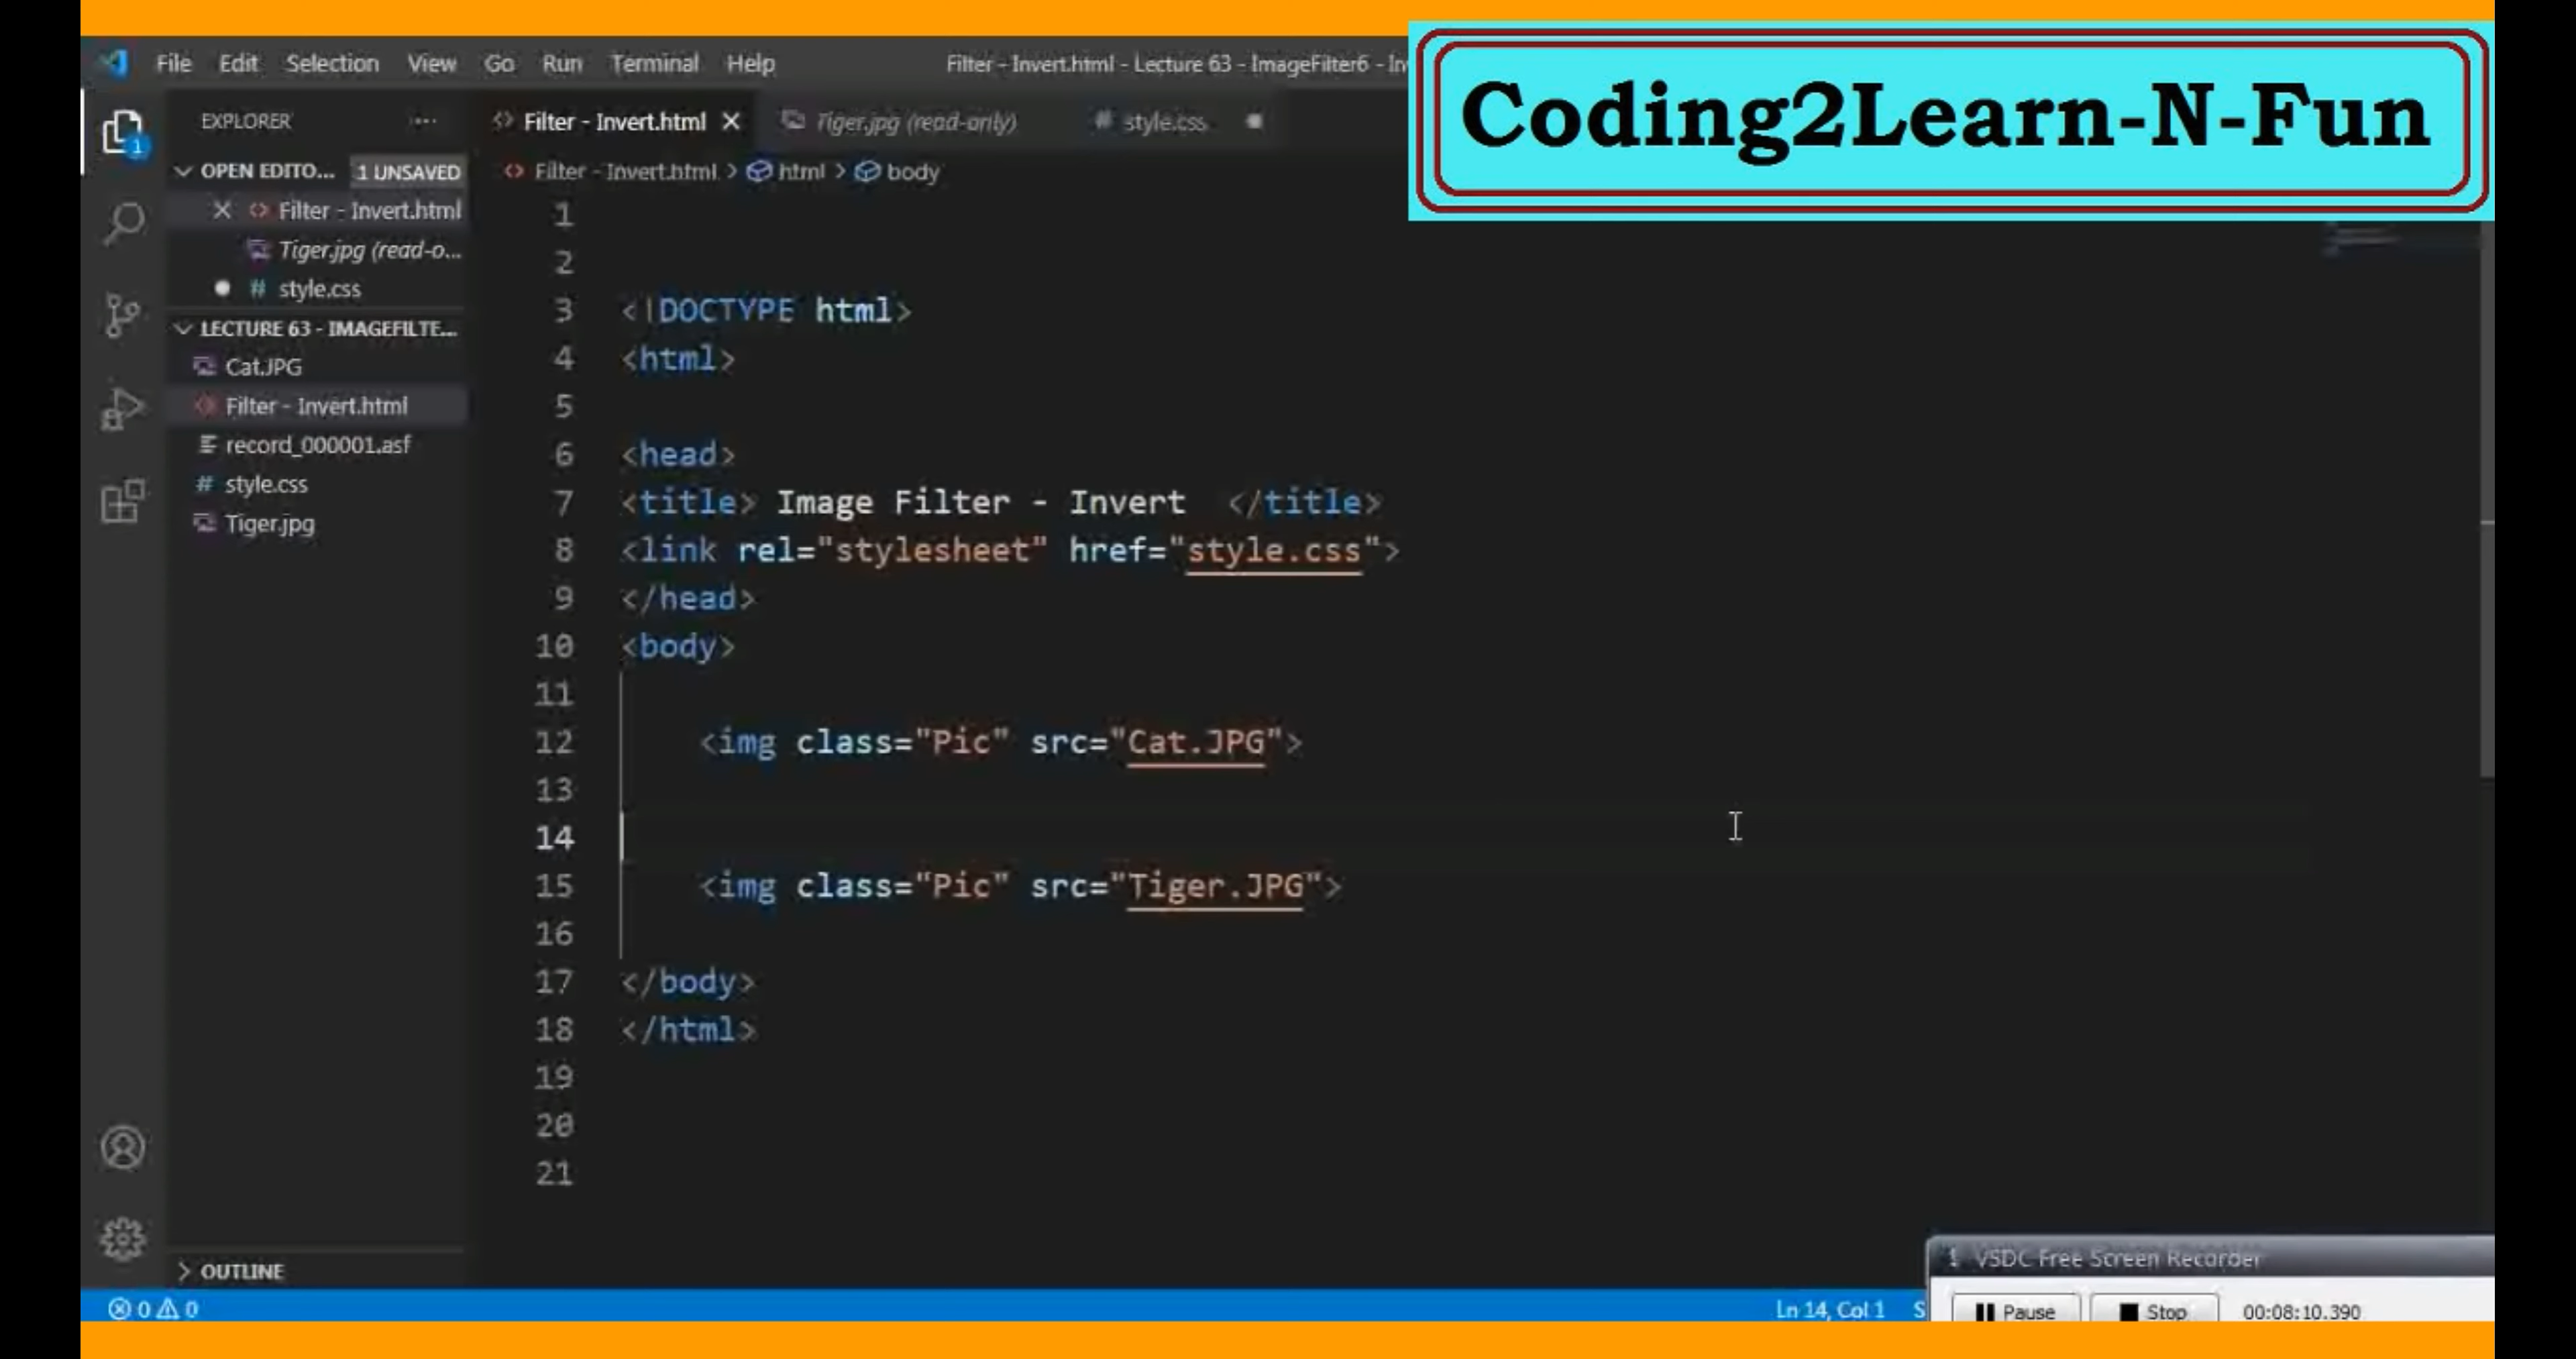 Coding2Learn-N-Fun
File Edit Selection View Go Run Terminal Help
Filter - Invert.html - Lecture 63 - ImageFilter6 - In
EXPLORER
Filter - Invert.html
Tiger.jpg (read-only)
# style.css
OPEN EDITO... 1 UNSAVED
Filter - Invert.html > html > body
Filter - Invert.html
Tiger.jpg (read-o...
# style.css
LECTURE 63 - IMAGEFILTE...
Cat.JPG
Filter - Invert.html
record_000001.asf
# style.css
Tiger.jpg
1
2
3 <!DOCTYPE html>
4 <html>
5
6 <head>
7 <title> Image Filter - Invert </title>
8 <link rel="stylesheet" href="style.css">
9 </head>
10 <body>
11
12 <img class="Pic" src="Cat.JPG">
13
14
15 <img class="Pic" src="Tiger.JPG">
16
17 </body>
18 </html>
19
20
21
OUTLINE
0 0
Ln 14, Col 1 S
VSDC Free Screen Recorder
Pause Stop 00:08:10.390